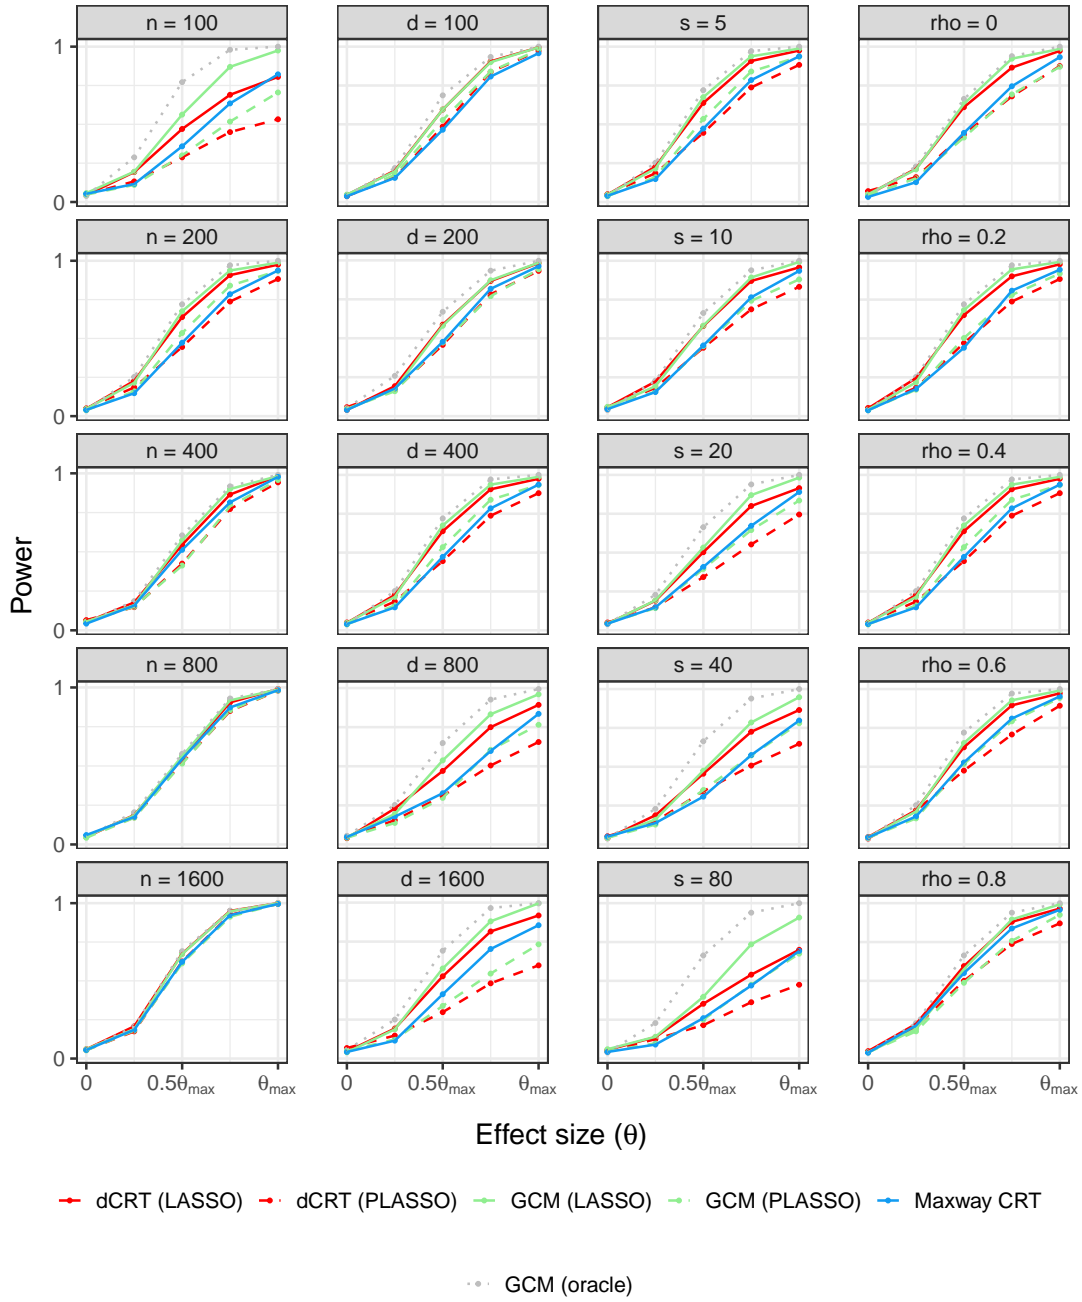 n = 100
d = 100
s = 5
rho = 0
1
0
n = 200
d = 200
s = 10
rho = 0.2
1
0
n = 400
d = 400
s = 20
rho = 0.4
1
0
Power
n = 800
d = 800
s = 40
rho = 0.6
1
0
n = 1600
d = 1600
s = 80
rho = 0.8
1
0
0 0.5θmax θmax
0 0.5θmax θmax
0 0.5θmax θmax
0 0.5θmax θmax
Effect size (θ)
dCRT (LASSO) dCRT (PLASSO) GCM (LASSO) GCM (PLASSO) Maxway CRT
GCM (oracle)